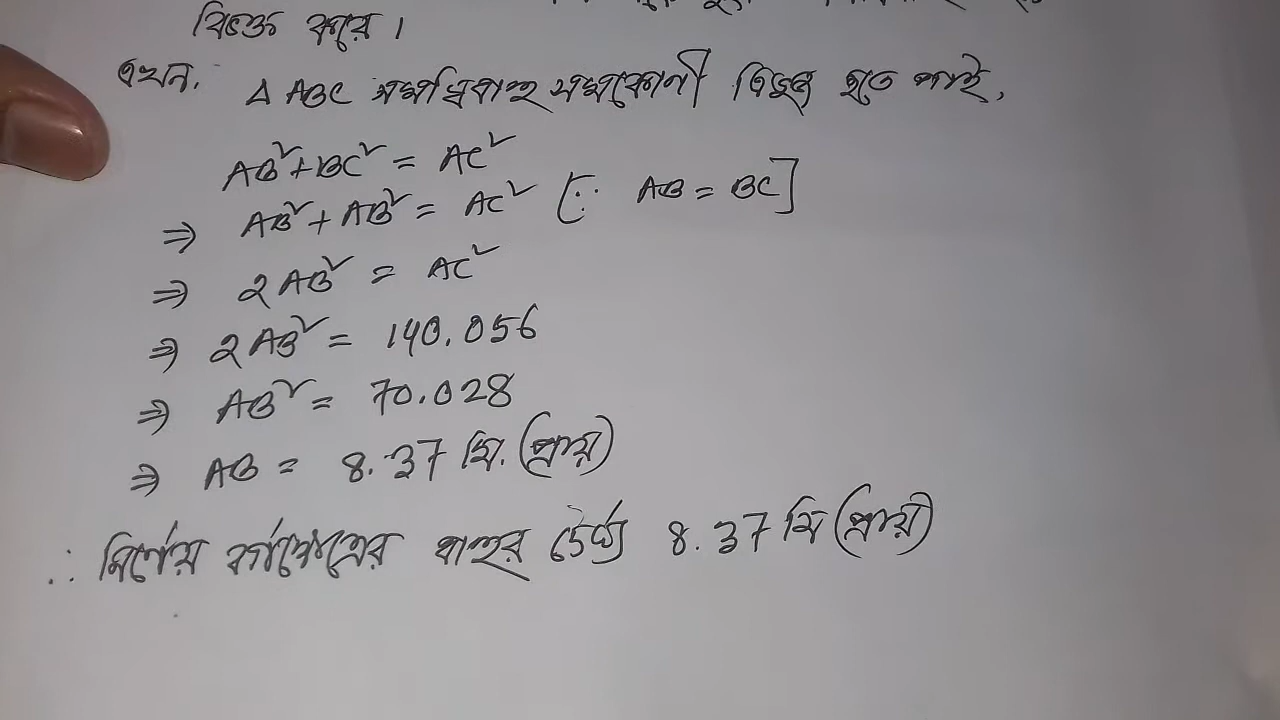 বিভক্ত করে।
এখন, Δ ABC সমদ্বিবাহু সমকোণী ত্রিভুজ হতে পাই,
AB² + BC² = AC²
⇒ AB² + AB² = AC² [∵ AB = BC]
⇒ 2AB² = AC²
⇒ 2AB² = 140.056
⇒ AB² = 70.028
⇒ AB = 8.37 মি. (প্রায়)
∴ নির্ণেয় বর্গক্ষেত্রের বাহুর দৈর্ঘ্য 8.37 মি (প্রায়)